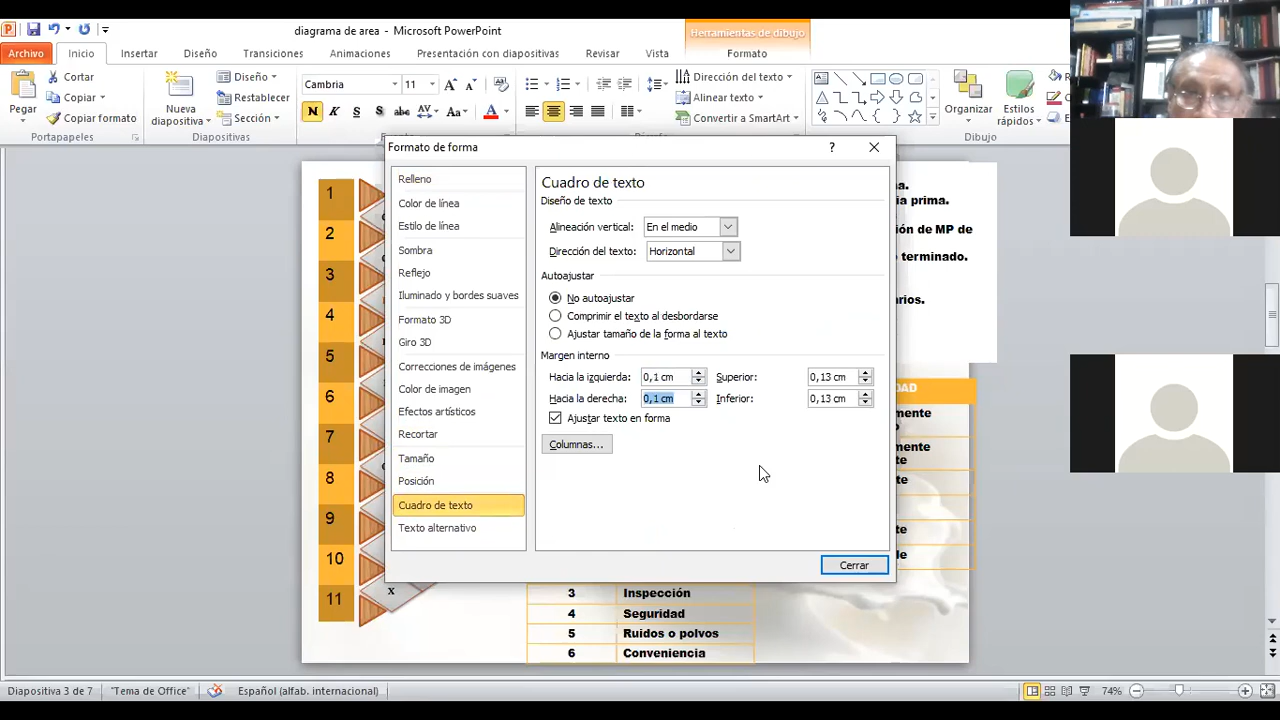 diagrama de area - Microsoft PowerPoint
Herramientas de dibujo
Archivo
Inicio
Insertar
Diseño
Transiciones
Animaciones
Presentación con diapositivas
Revisar
Vista
Formato
Pegar
Cortar
Copiar
Copiar formato
Portapapeles
Nueva
diapositiva
Diseño
Restablecer
Sección
Diapositivas
Cambria
11
N K S S abc AV Aa A
Dirección del texto
Alinear texto
Convertir a SmartArt
Organizar
Estilos
rápidos
Dibujo
Formato de forma
?
Relleno
Color de línea
Estilo de línea
Sombra
Reflejo
Iluminado y bordes suaves
Formato 3D
Giro 3D
Correcciones de imágenes
Color de imagen
Efectos artísticos
Recortar
Tamaño
Posición
Cuadro de texto
Texto alternativo
Cuadro de texto
Diseño de texto
Alineación vertical: En el medio
Dirección del texto: Horizontal
Autoajustar
No autoajustar
Comprimir el texto al desbordarse
Ajustar tamaño de la forma al texto
Margen interno
Hacia la izquierda: 0,1 cm Superior: 0,13 cm
Hacia la derecha: 0,1 cm Inferior: 0,13 cm
Ajustar texto en forma
Columnas...
Cerrar
1
2
3
4
5
6
7
8
9
10
11
x
prima.
ión de MP de
terminado.
3 Inspección
4 Seguridad
5 Ruidos o polvos
6 Conveniencia
Diapositiva 3 de 7
"Tema de Office"
Español (alfab. internacional)
74%